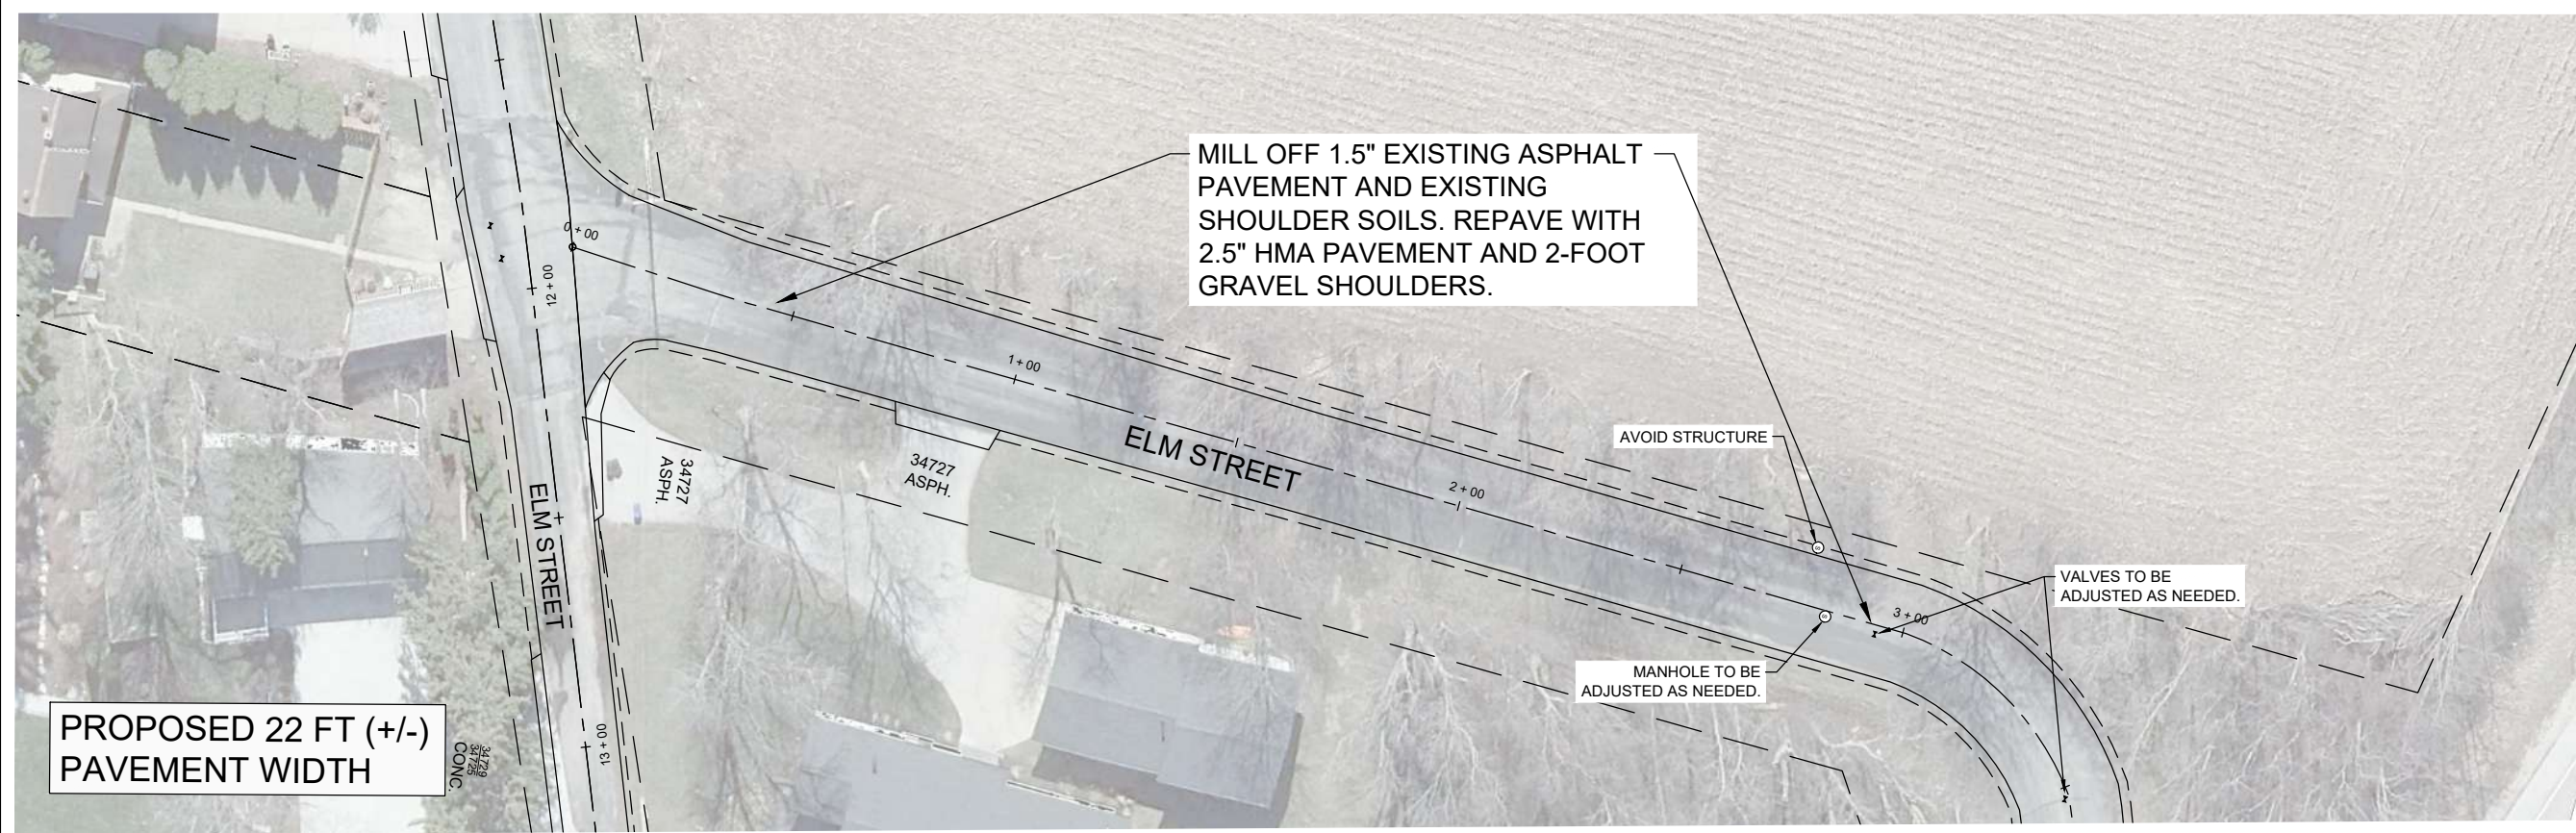 MILL OFF 1.5" EXISTING ASPHALT
PAVEMENT AND EXISTING
SHOULDER SOILS. REPAVE WITH
2.5" HMA PAVEMENT AND 2-FOOT
GRAVEL SHOULDERS.
0+00
12+00
1+00
ELM STREET
2+00
AVOID STRUCTURE
34727
ASPH.
34727
ASPH.
ELM STREET
3+00
VALVES TO BE
ADJUSTED AS NEEDED.
MANHOLE TO BE
ADJUSTED AS NEEDED.
13+00
PROPOSED 22 FT (+/-)
PAVEMENT WIDTH
34729
34725
CONC.